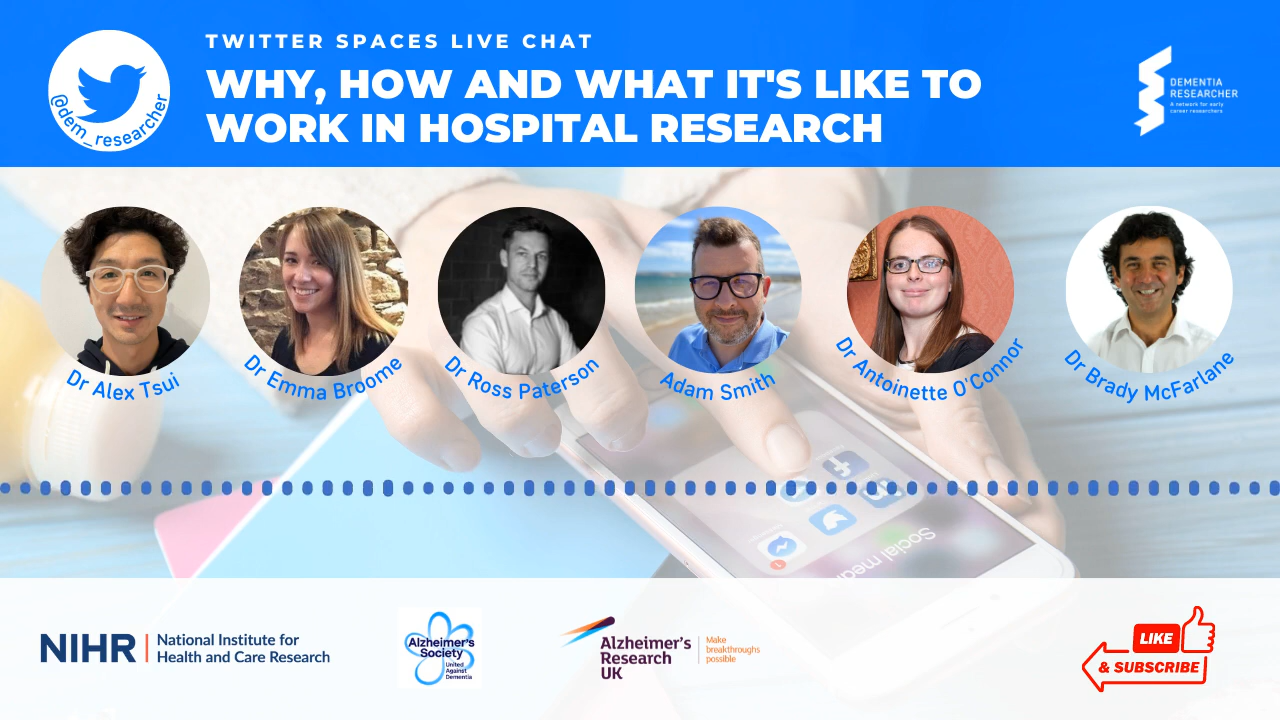 TWITTER SPACES LIVE CHAT
WHY, HOW AND WHAT IT'S LIKE TO
WORK IN HOSPITAL RESEARCH
@dem_researcher
DEMENTIA
RESEARCHER
A network for early
career researchers
Dr Alex Tsui
Dr Emma Broome
Dr Ross Paterson
Adam Smith
Dr Antoinette O'Connor
Dr Brady McFarlane
Social med
1
NIHR
National Institute for
Health and Care Research
Alzheimer's
Society
United
Against
Dementia
Alzheimer's
Research
UK
Make
breakthroughs
possible
LIKE
& SUBSCRIBE